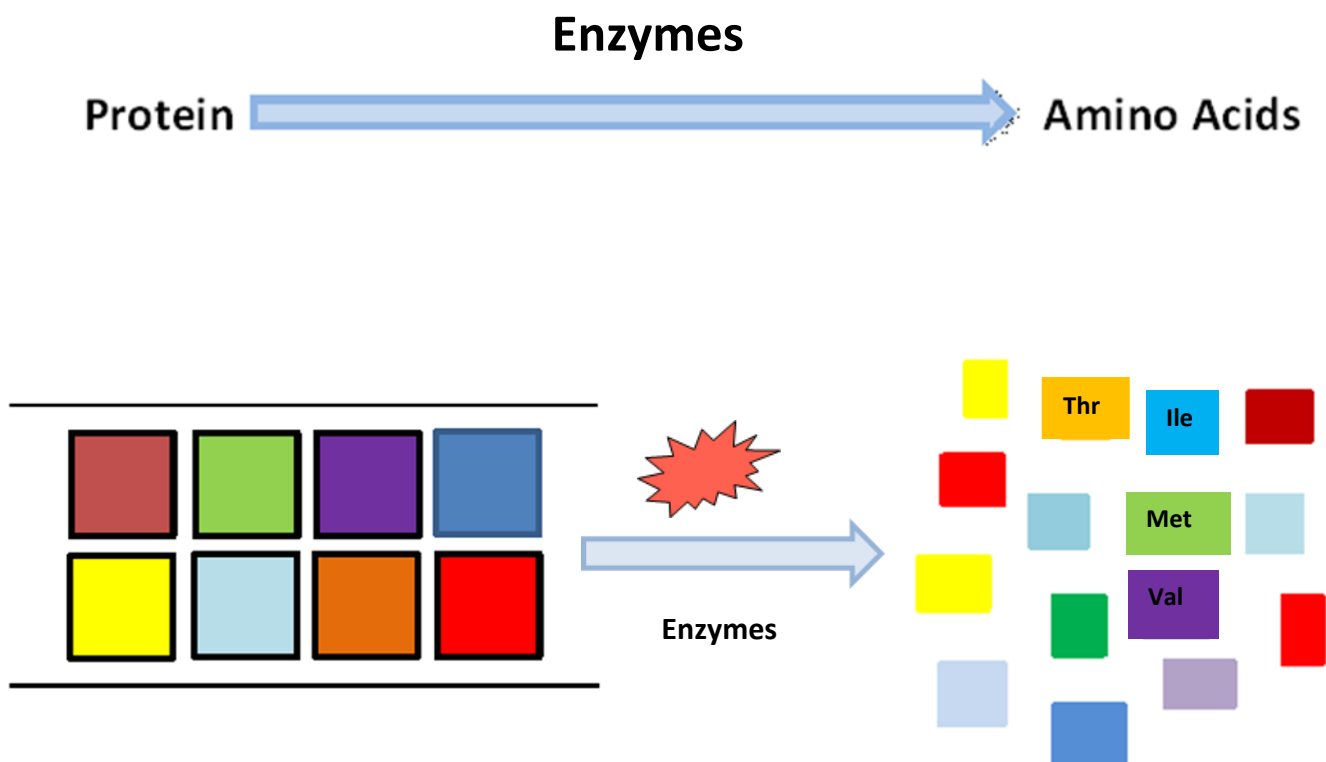 Enzymes
Protein
Amino Acids
Thr
Ile
Met
Val
Enzymes